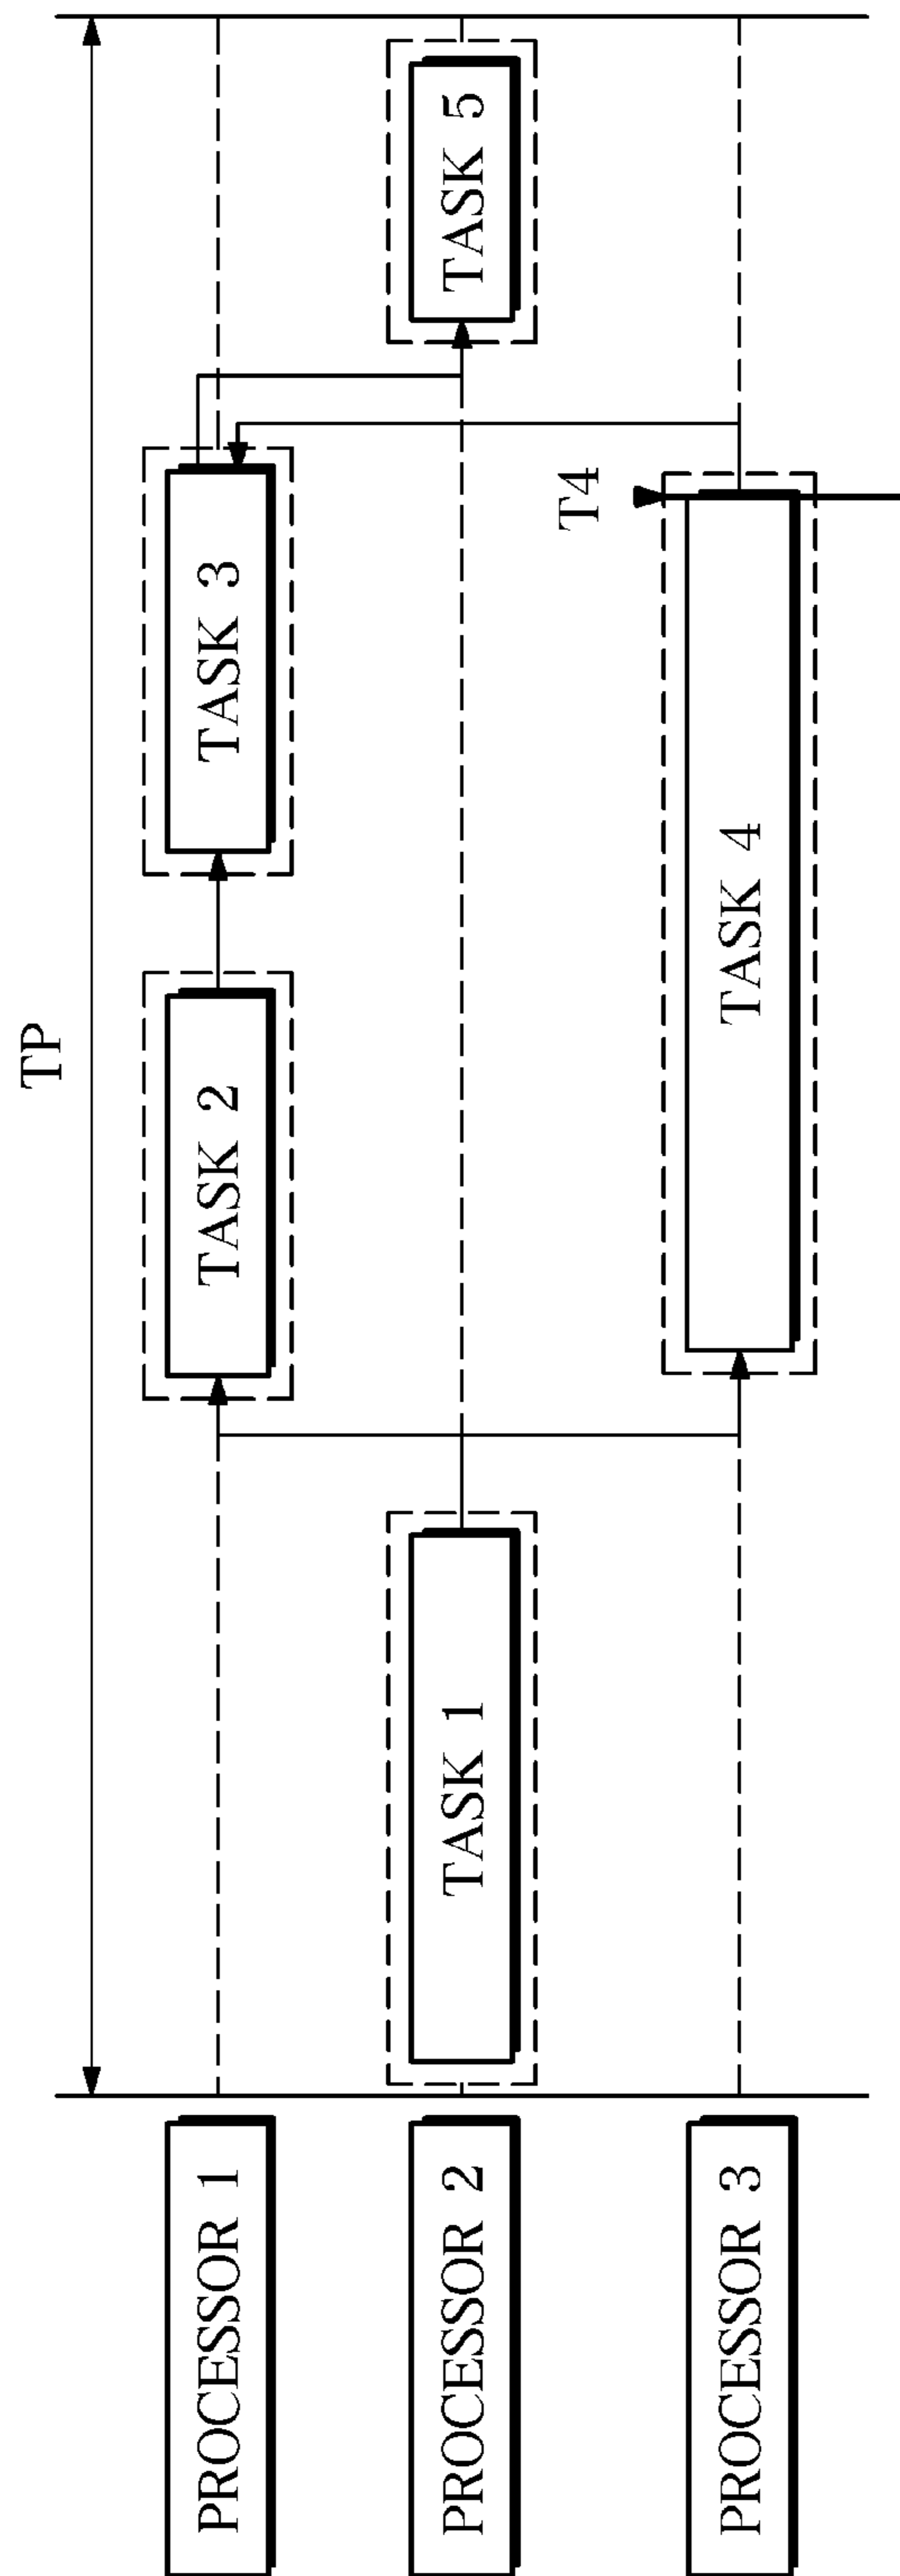 TP
PROCESSOR 1
TASK 2
TASK 3
PROCESSOR 2
TASK 1
TASK 5
T4
PROCESSOR 3
TASK 4